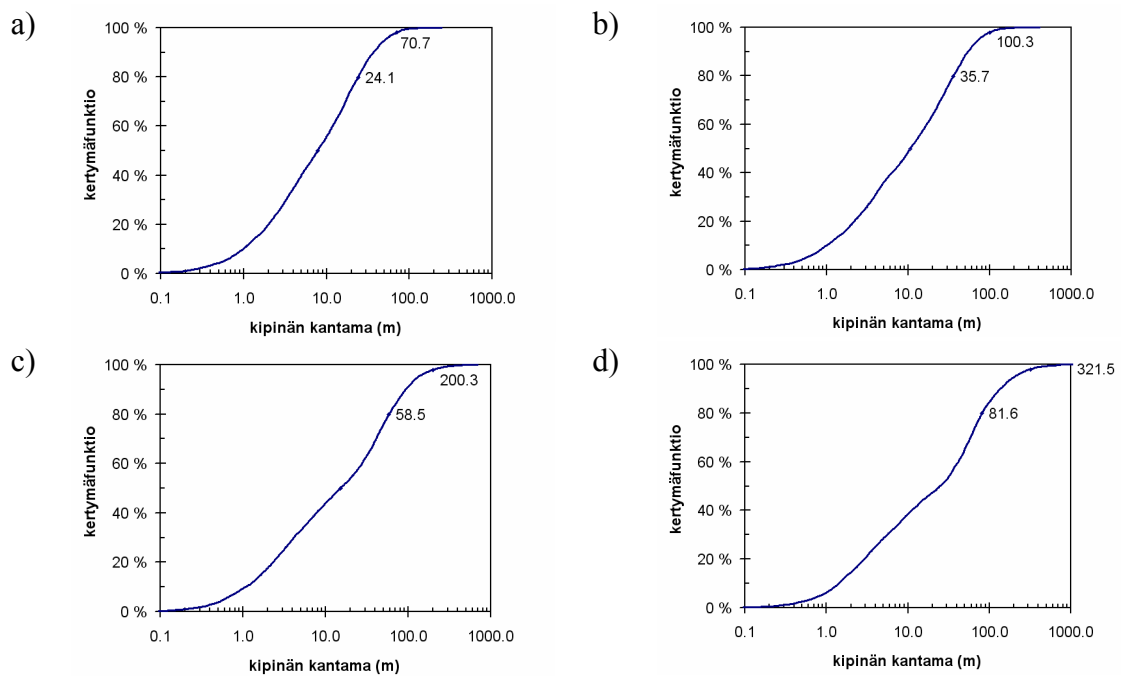 a)
kertymäfunktio
100 %
80 %
60 %
40 %
20 %
0 %
70.7
24.1
0.1 1.0 10.0 100.0 1000.0
kipinän kantama (m)
b)
kertymäfunktio
100 %
80 %
60 %
40 %
20 %
0 %
100.3
35.7
0.1 1.0 10.0 100.0 1000.0
kipinän kantama (m)
c)
kertymäfunktio
100 %
80 %
60 %
40 %
20 %
0 %
200.3
58.5
0.1 1.0 10.0 100.0 1000.0
kipinän kantama (m)
d)
kertymäfunktio
100 %
80 %
60 %
40 %
20 %
0 %
321.5
81.6
0.1 1.0 10.0 100.0 1000.0
kipinän kantama (m)